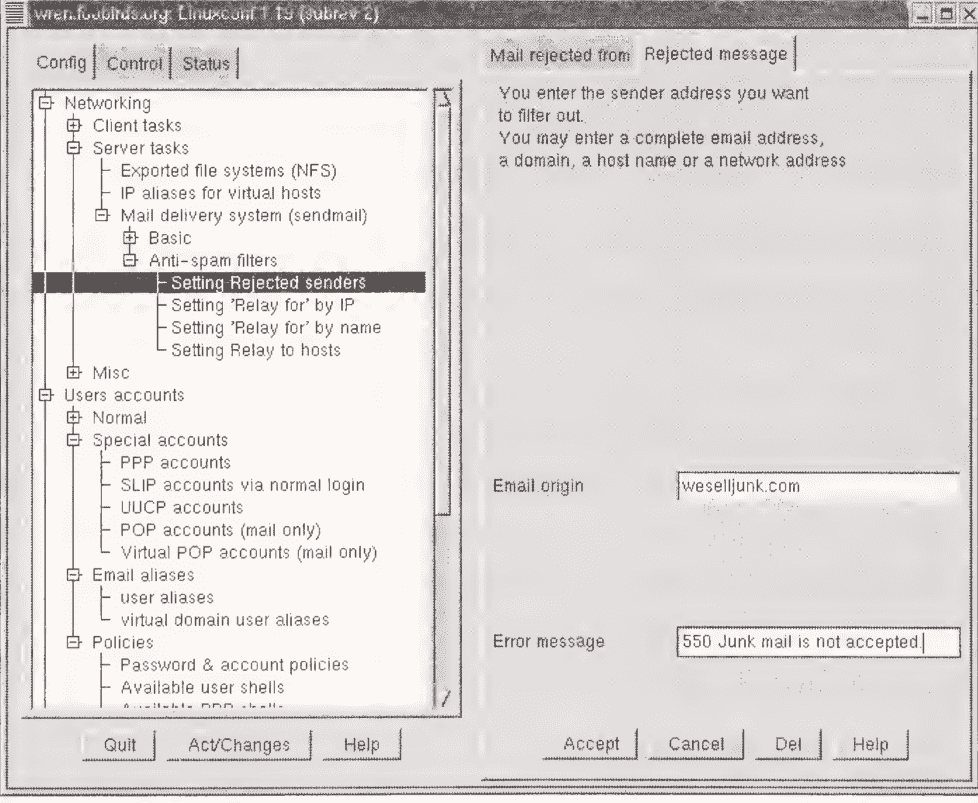 wren.foobirds.org: Linuxconf 1.19 (subrev 2)
Config Control Status
Networking
Client tasks
Server tasks
Exported file systems (NFS)
IP aliases for virtual hosts
Mail delivery system (sendmail)
Basic
Anti-spam filters
Setting Rejected senders
Setting 'Relay for' by IP
Setting 'Relay for' by name
Setting Relay to hosts
Misc
Users accounts
Normal
Special accounts
PPP accounts
SLIP accounts via normal login
UUCP accounts
POP accounts (mail only)
Virtual POP accounts (mail only)
Email aliases
user aliases
virtual domain user aliases
Policies
Password & account policies
Available user shells
Available PPP shells
Quit Act/Changes Help
Mail rejected from Rejected message
You enter the sender address you want
to filter out.
You may enter a complete email address,
a domain, a host name or a network address
Email origin weselljunk.com
Error message 550 Junk mail is not accepted.
Accept Cancel Del Help